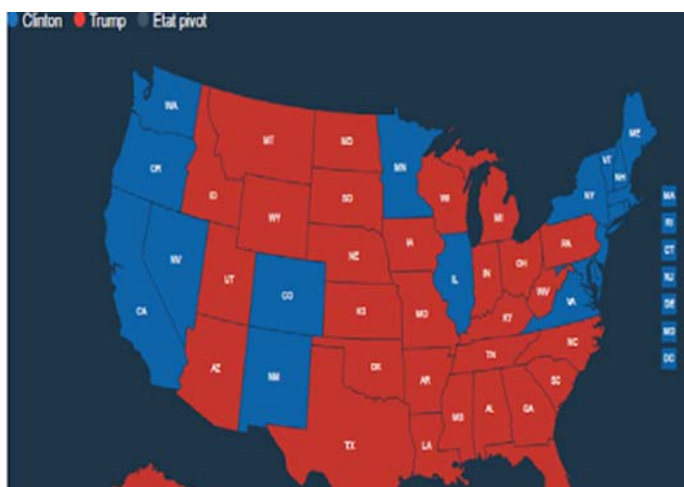 Clinton Trump Etat pivot
WA
MT
ND
MN
ME
VT
NH
OR
ID
SD
WI
MI
NY
MA
WY
RI
IA
PA
NE
CT
NV
OH
IL
IN
NJ
UT
CO
WV
DE
VA
CA
KS
MO
KY
MD
NC
DC
TN
AZ
NM
OK
AR
SC
MS
AL
GA
TX
LA